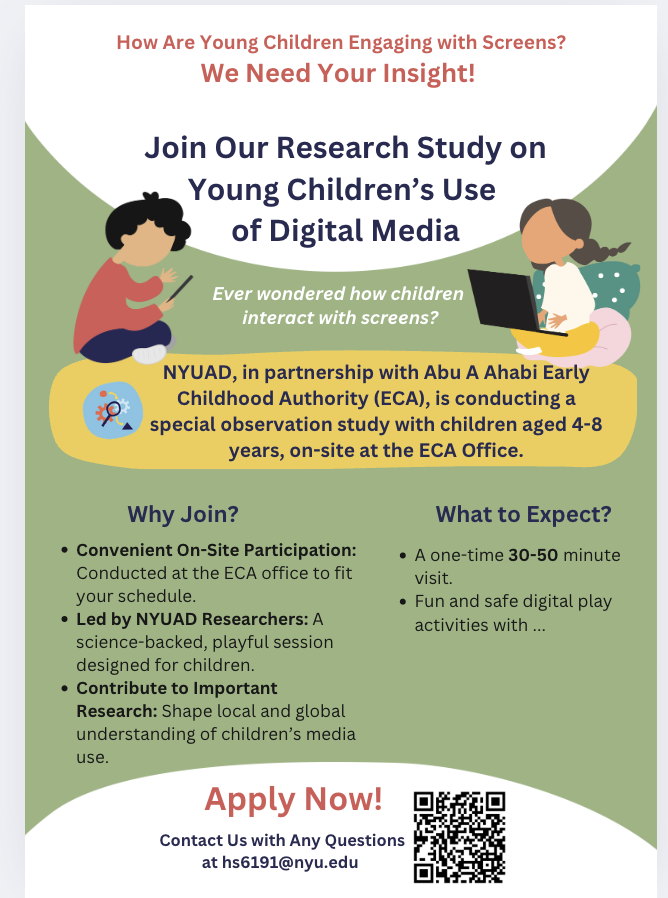 How Are Young Children Engaging with Screens?
We Need Your Insight!
Join Our Research Study on
Young Children’s Use
of Digital Media
Ever wondered how children
interact with screens?
NYUAD, in partnership with Abu A Ahabi Early
Childhood Authority (ECA), is conducting a
special observation study with children aged 4-8
years, on-site at the ECA Office.
Why Join?
• Convenient On-Site Participation:
Conducted at the ECA office to fit
your schedule.
• Led by NYUAD Researchers: A
science-backed, playful session
designed for children.
• Contribute to Important
Research: Shape local and global
understanding of children’s media
use.
What to Expect?
• A one-time 30-50 minute
visit.
• Fun and safe digital play
activities with ...
Apply Now!
Contact Us with Any Questions
at hs6191@nyu.edu